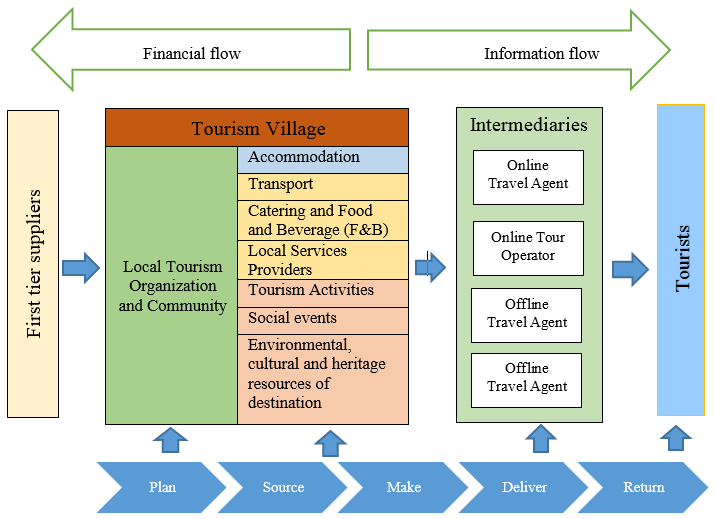 Financial flow
Information flow
First tier suppliers
Tourism Village
Local Tourism
Organization
and Community
Accommodation
Transport
Catering and Food
and Beverage (F&B)
Local Services
Providers
Tourism Activities
Social events
Environmental,
cultural and heritage
resources of
destination
Intermediaries
Online
Travel Agent
Online Tour
Operator
Offline
Travel Agent
Offline
Travel Agent
Tourists
Plan
Source
Make
Deliver
Return